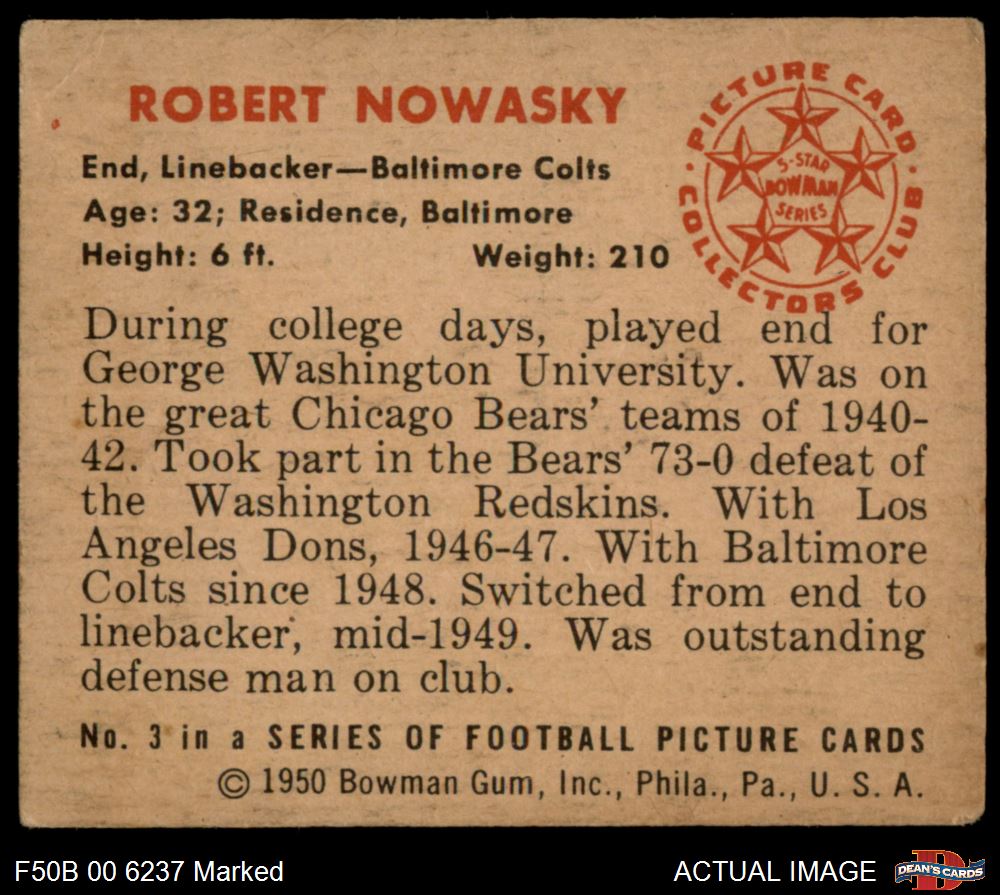 ROBERT NOWASKY
End, Linebacker—Baltimore Colts
Age: 32; Residence, Baltimore
Height: 6 ft. Weight: 210
PICTURE CARD
COLLECTORS CLUB
5-STAR
BOWMAN
SERIES
During college days, played end for
George Washington University. Was on
the great Chicago Bears' teams of 1940-
42. Took part in the Bears' 73-0 defeat of
the Washington Redskins. With Los
Angeles Dons, 1946-47. With Baltimore
Colts since 1948. Switched from end to
linebacker, mid-1949. Was outstanding
defense man on club.
No. 3 in a SERIES OF FOOTBALL PICTURE CARDS
© 1950 Bowman Gum, Inc., Phila., Pa., U. S. A.
F50B 00 6237 Marked
ACTUAL IMAGE
D
DEAN'S CARDS